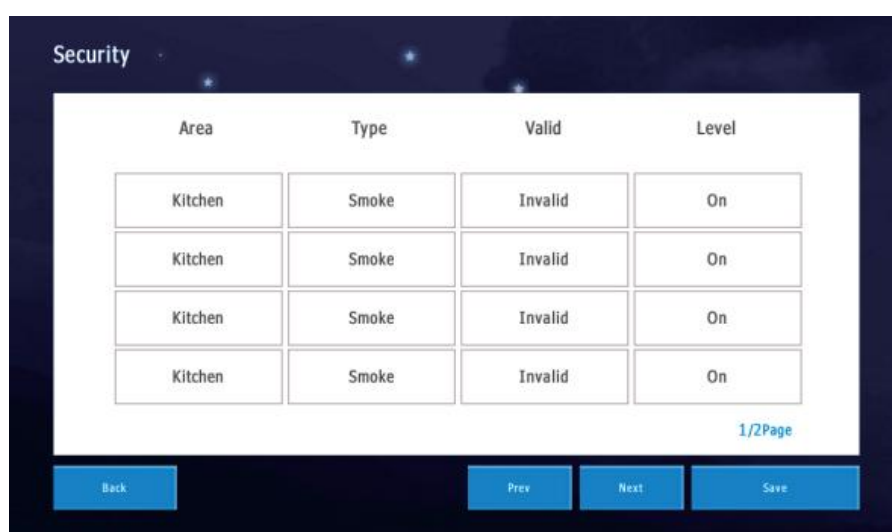 Security
Area Type Valid Level
Kitchen Smoke Invalid On
Kitchen Smoke Invalid On
Kitchen Smoke Invalid On
Kitchen Smoke Invalid On
1/2Page
Back Prev Next Save